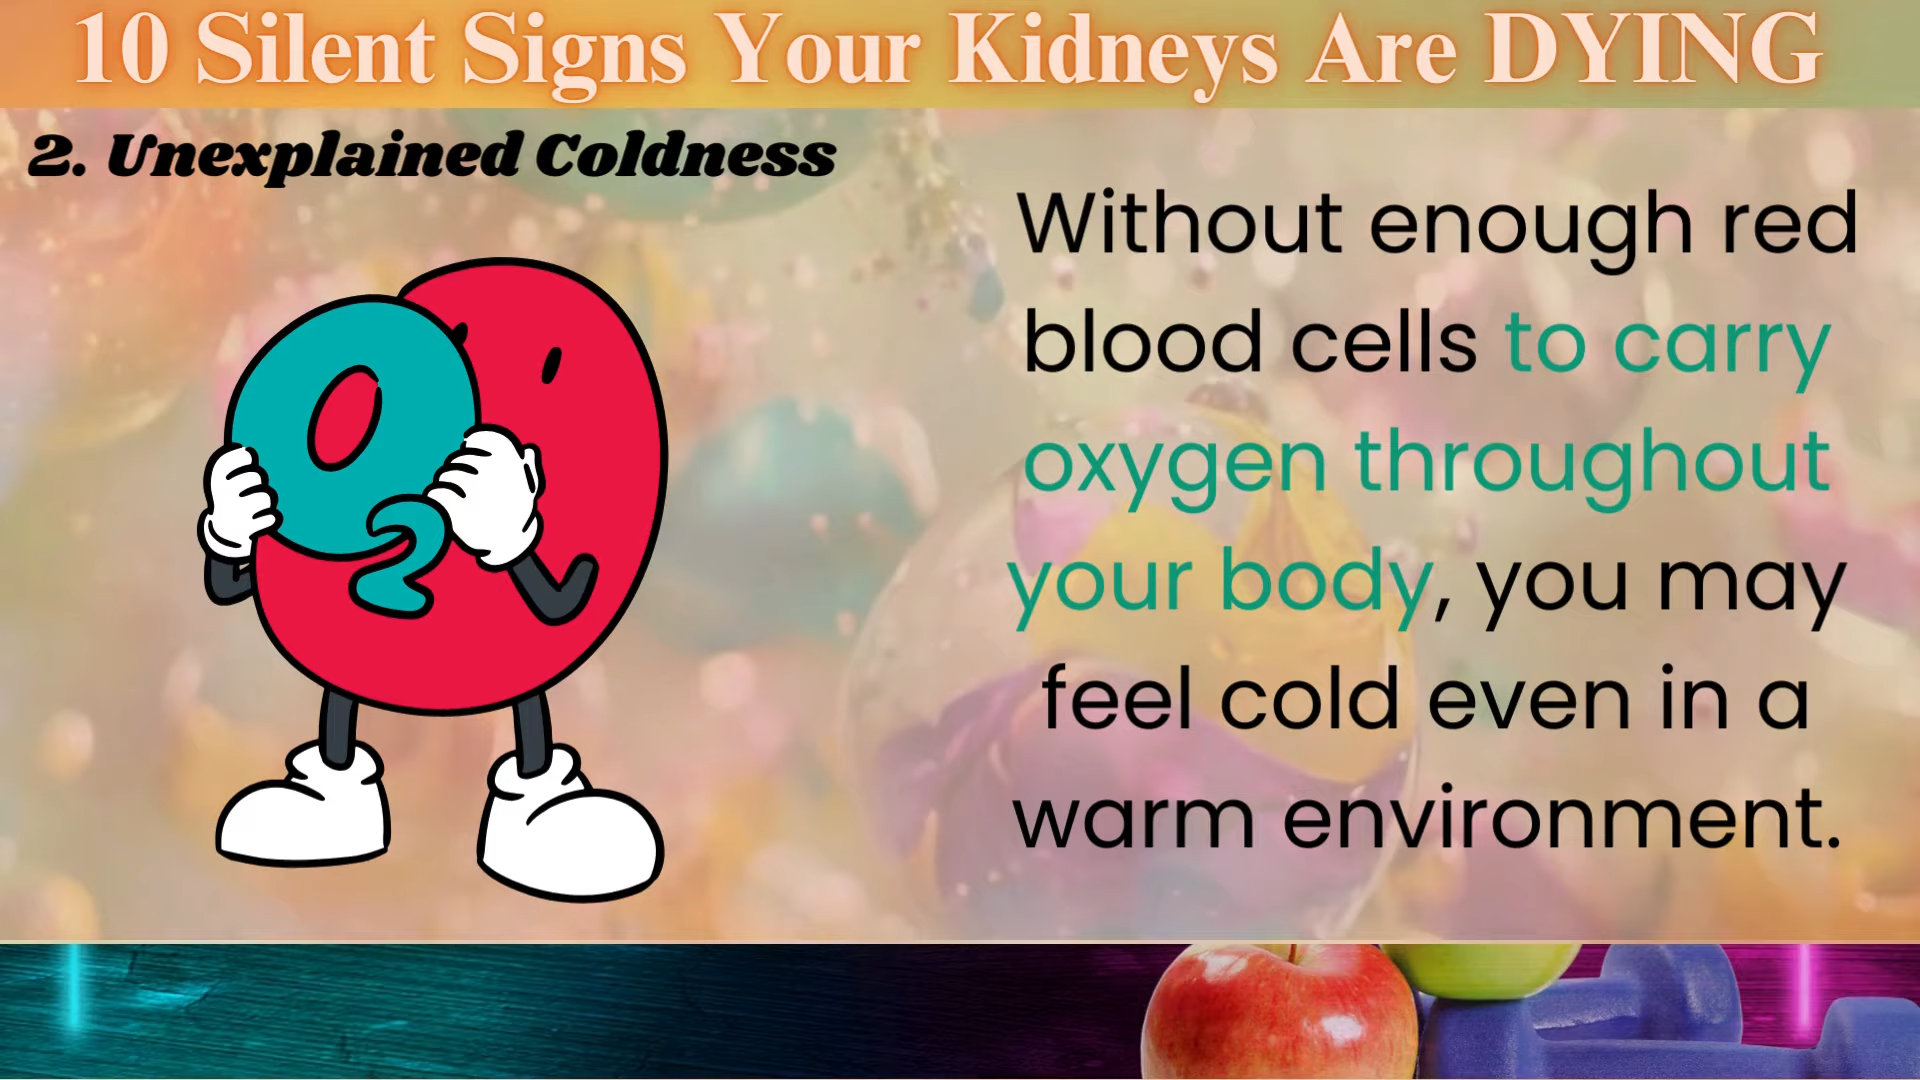 10 Silent Signs Your Kidneys Are DYING
2. Unexplained Coldness
O
2
Without enough red
blood cells to carry
oxygen throughout
your body, you may
feel cold even in a
warm environment.